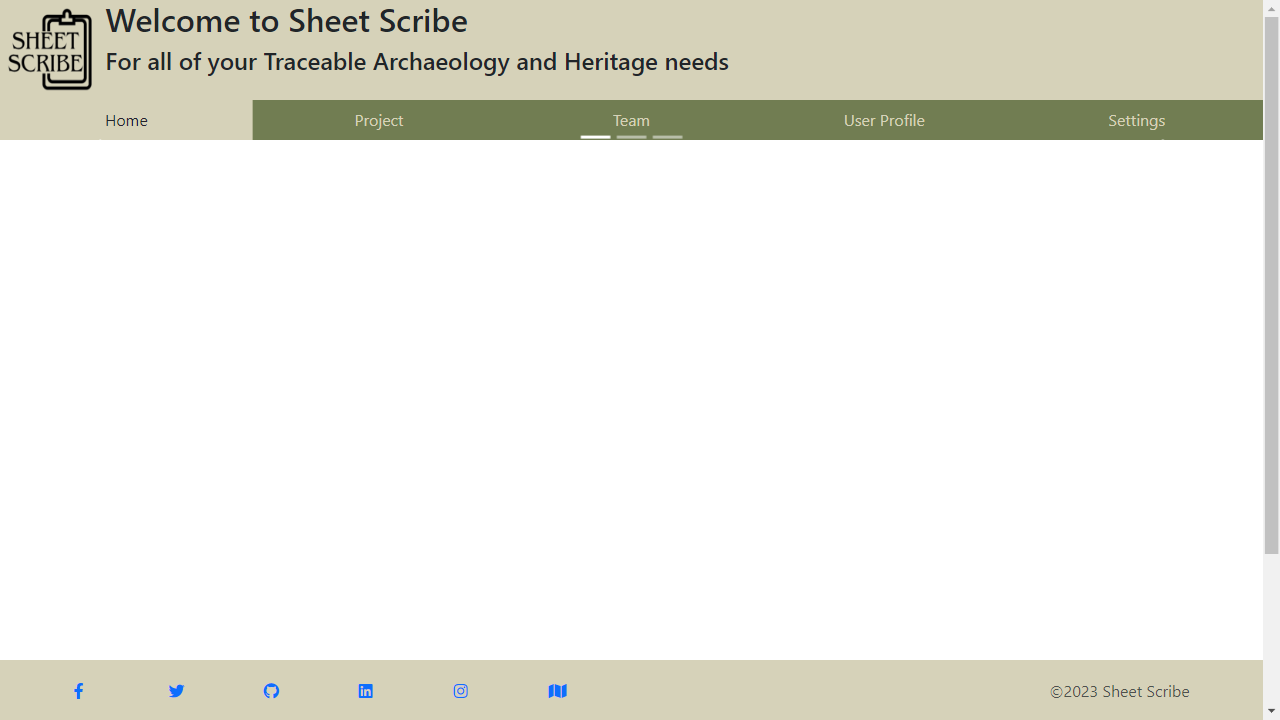 SHEET
SCRIBE
Welcome to Sheet Scribe
For all of your Traceable Archaeology and Heritage needs
Home Project Team User Profile Settings
©2023 Sheet Scribe